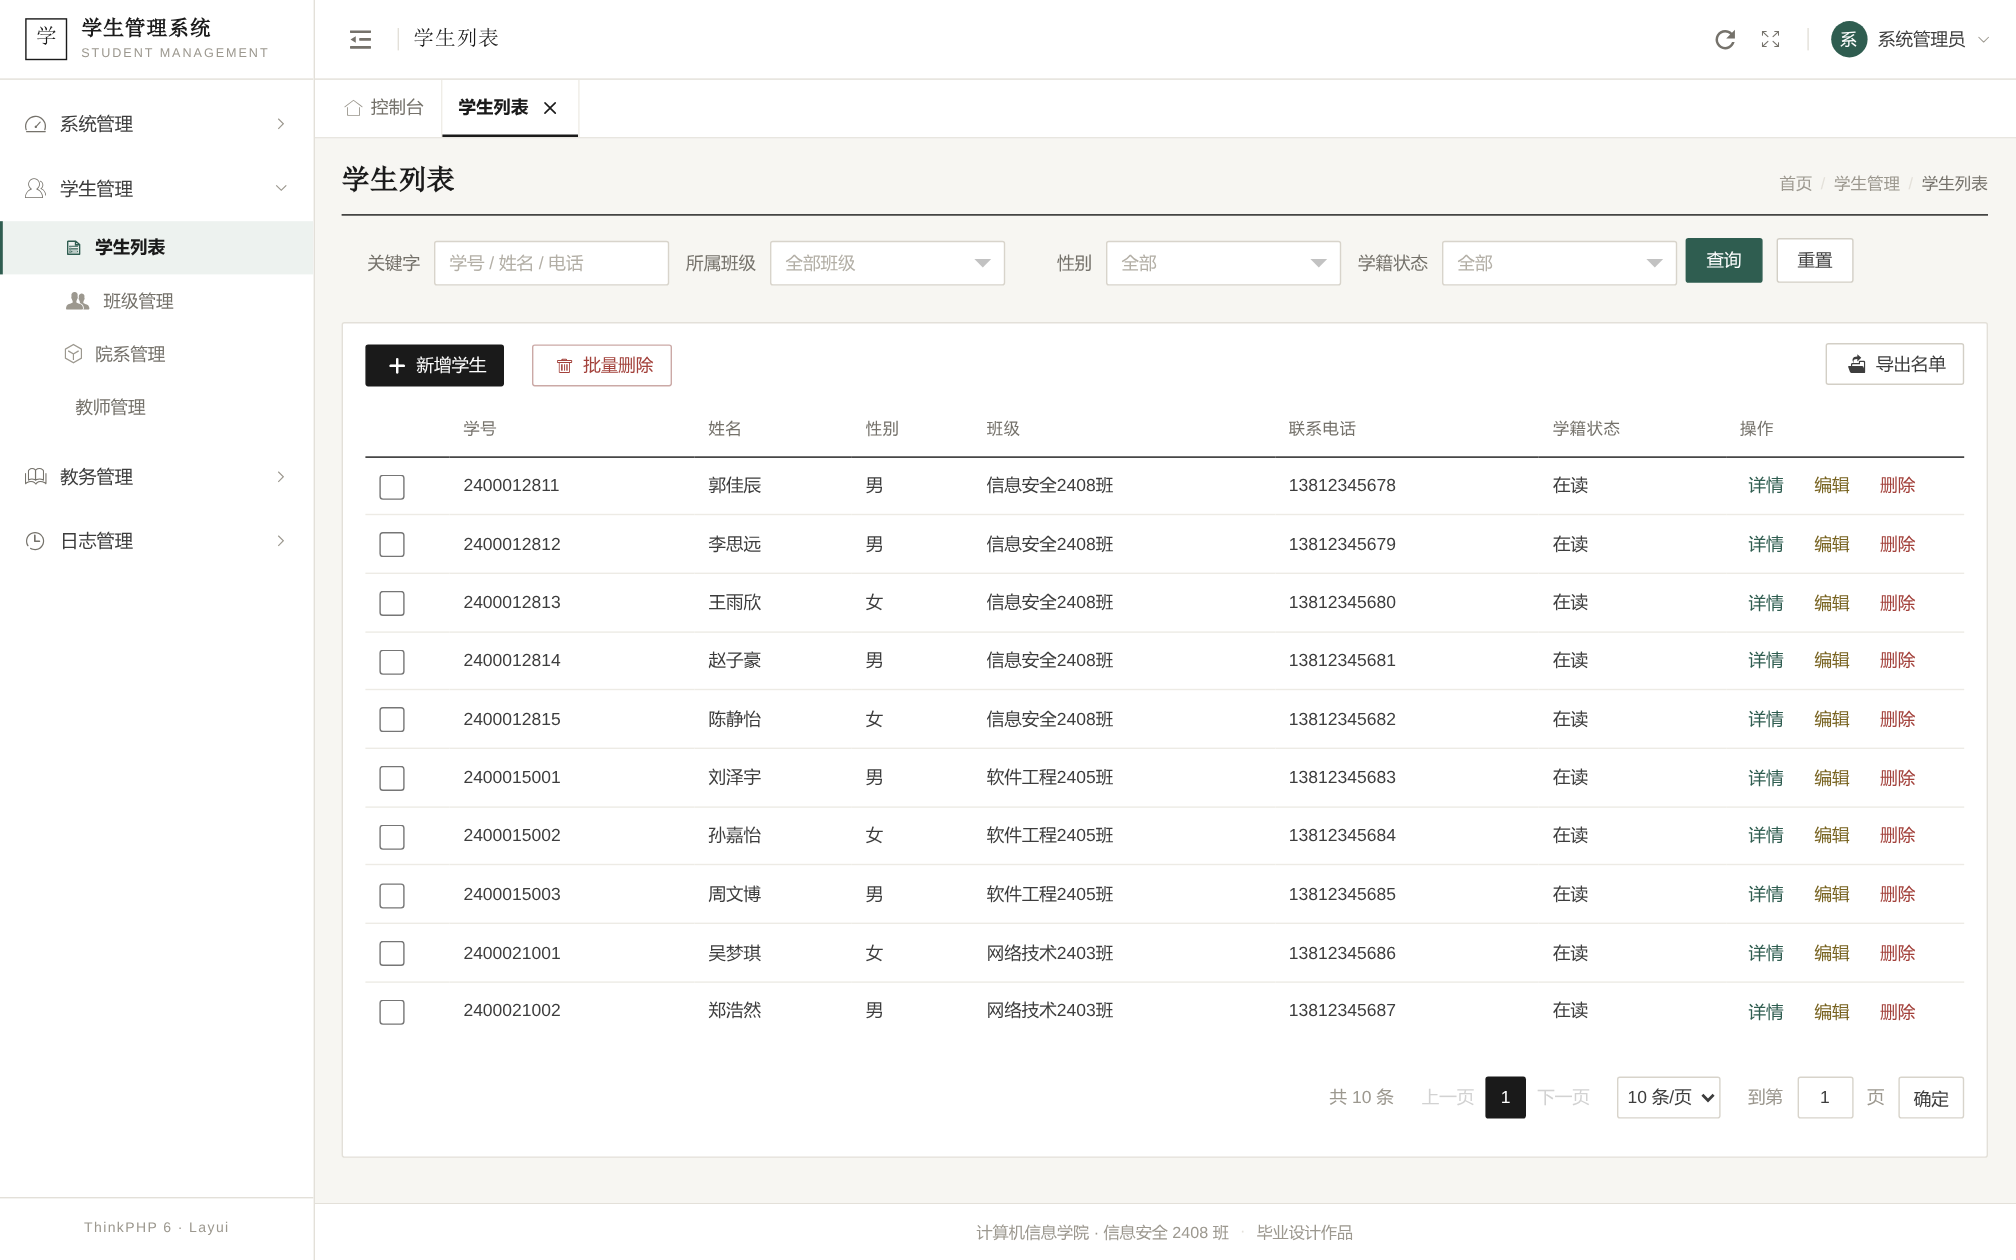 学
学生管理系统
STUDENT MANAGEMENT
学生列表
系
系统管理员
系统管理
学生管理
学生列表
班级管理
院系管理
教师管理
教务管理
日志管理
ThinkPHP 6 · Layui
控制台
学生列表
学生列表
首页 / 学生管理 / 学生列表
关键字 学号 / 姓名 / 电话 所属班级 全部班级 性别 全部 学籍状态 全部 查询 重置
新增学生 批量删除 导出名单
学号 姓名 性别 班级 联系电话 学籍状态 操作
2400012811 郭佳辰 男 信息安全2408班 13812345678 在读 详情 编辑 删除
2400012812 李思远 男 信息安全2408班 13812345679 在读 详情 编辑 删除
2400012813 王雨欣 女 信息安全2408班 13812345680 在读 详情 编辑 删除
2400012814 赵子豪 男 信息安全2408班 13812345681 在读 详情 编辑 删除
2400012815 陈静怡 女 信息安全2408班 13812345682 在读 详情 编辑 删除
2400015001 刘泽宇 男 软件工程2405班 13812345683 在读 详情 编辑 删除
2400015002 孙嘉怡 女 软件工程2405班 13812345684 在读 详情 编辑 删除
2400015003 周文博 男 软件工程2405班 13812345685 在读 详情 编辑 删除
2400021001 吴梦琪 女 网络技术2403班 13812345686 在读 详情 编辑 删除
2400021002 郑浩然 男 网络技术2403班 13812345687 在读 详情 编辑 删除
共 10 条 上一页 1 下一页 10 条/页 到第 1 页 确定
计算机信息学院 · 信息安全 2408 班 · 毕业设计作品